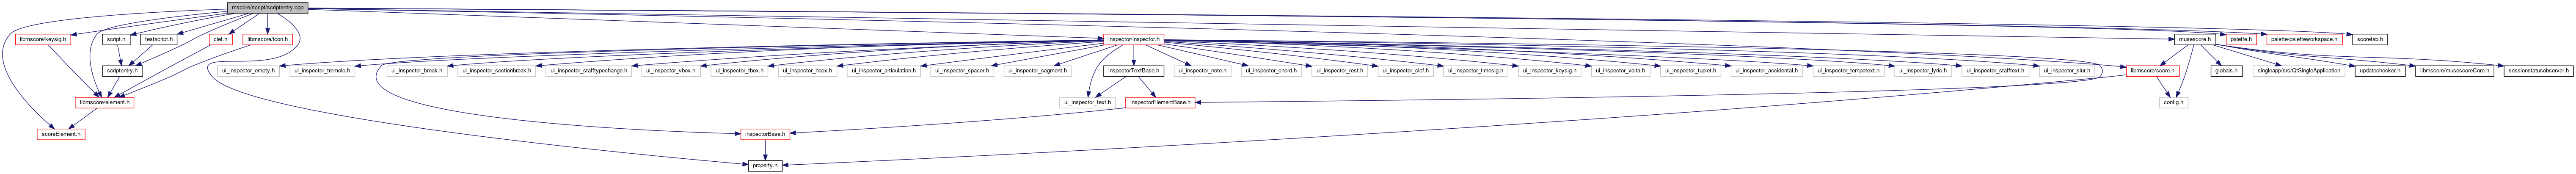 mscore/script/scriptentry.cpp
libmscore/keysig.h
script.h
testscript.h
clef.h
libmscore/icon.h
inspector/inspector.h
musescore.h
palette.h
palette/paletteworkspace.h
scoretab.h
scriptentry.h
ui_inspector_empty.h
ui_inspector_tremolo.h
ui_inspector_break.h
ui_inspector_sectionbreak.h
ui_inspector_stafftypechange.h
ui_inspector_vbox.h
ui_inspector_tbox.h
ui_inspector_hbox.h
ui_inspector_articulation.h
ui_inspector_spacer.h
ui_inspector_segment.h
inspectorTextBase.h
ui_inspector_note.h
ui_inspector_chord.h
ui_inspector_rest.h
ui_inspector_clef.h
ui_inspector_timesig.h
ui_inspector_keysig.h
ui_inspector_volta.h
ui_inspector_tuplet.h
ui_inspector_accidental.h
ui_inspector_tempotext.h
ui_inspector_lyric.h
ui_inspector_stafftext.h
ui_inspector_slur.h
libmscore/score.h
globals.h
singleapp/src/QtSingleApplication
updatechecker.h
libmscore/musescoreCore.h
sessionstatusobserver.h
libmscore/element.h
ui_inspector_text.h
inspectorElementBase.h
config.h
scoreElement.h
inspectorBase.h
property.h